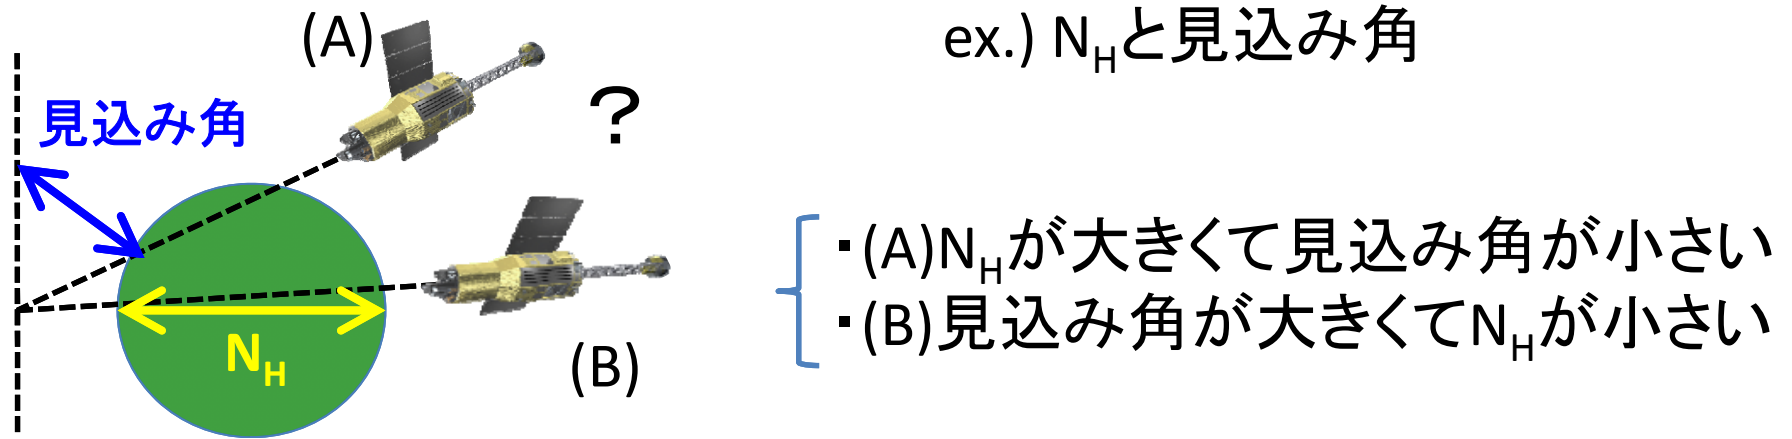 (A)
ex.) NHと見込み角
見込み角
?
・(A)NHが大きくて見込み角が小さい
・(B)見込み角が大きくてNHが小さい
NH
(B)